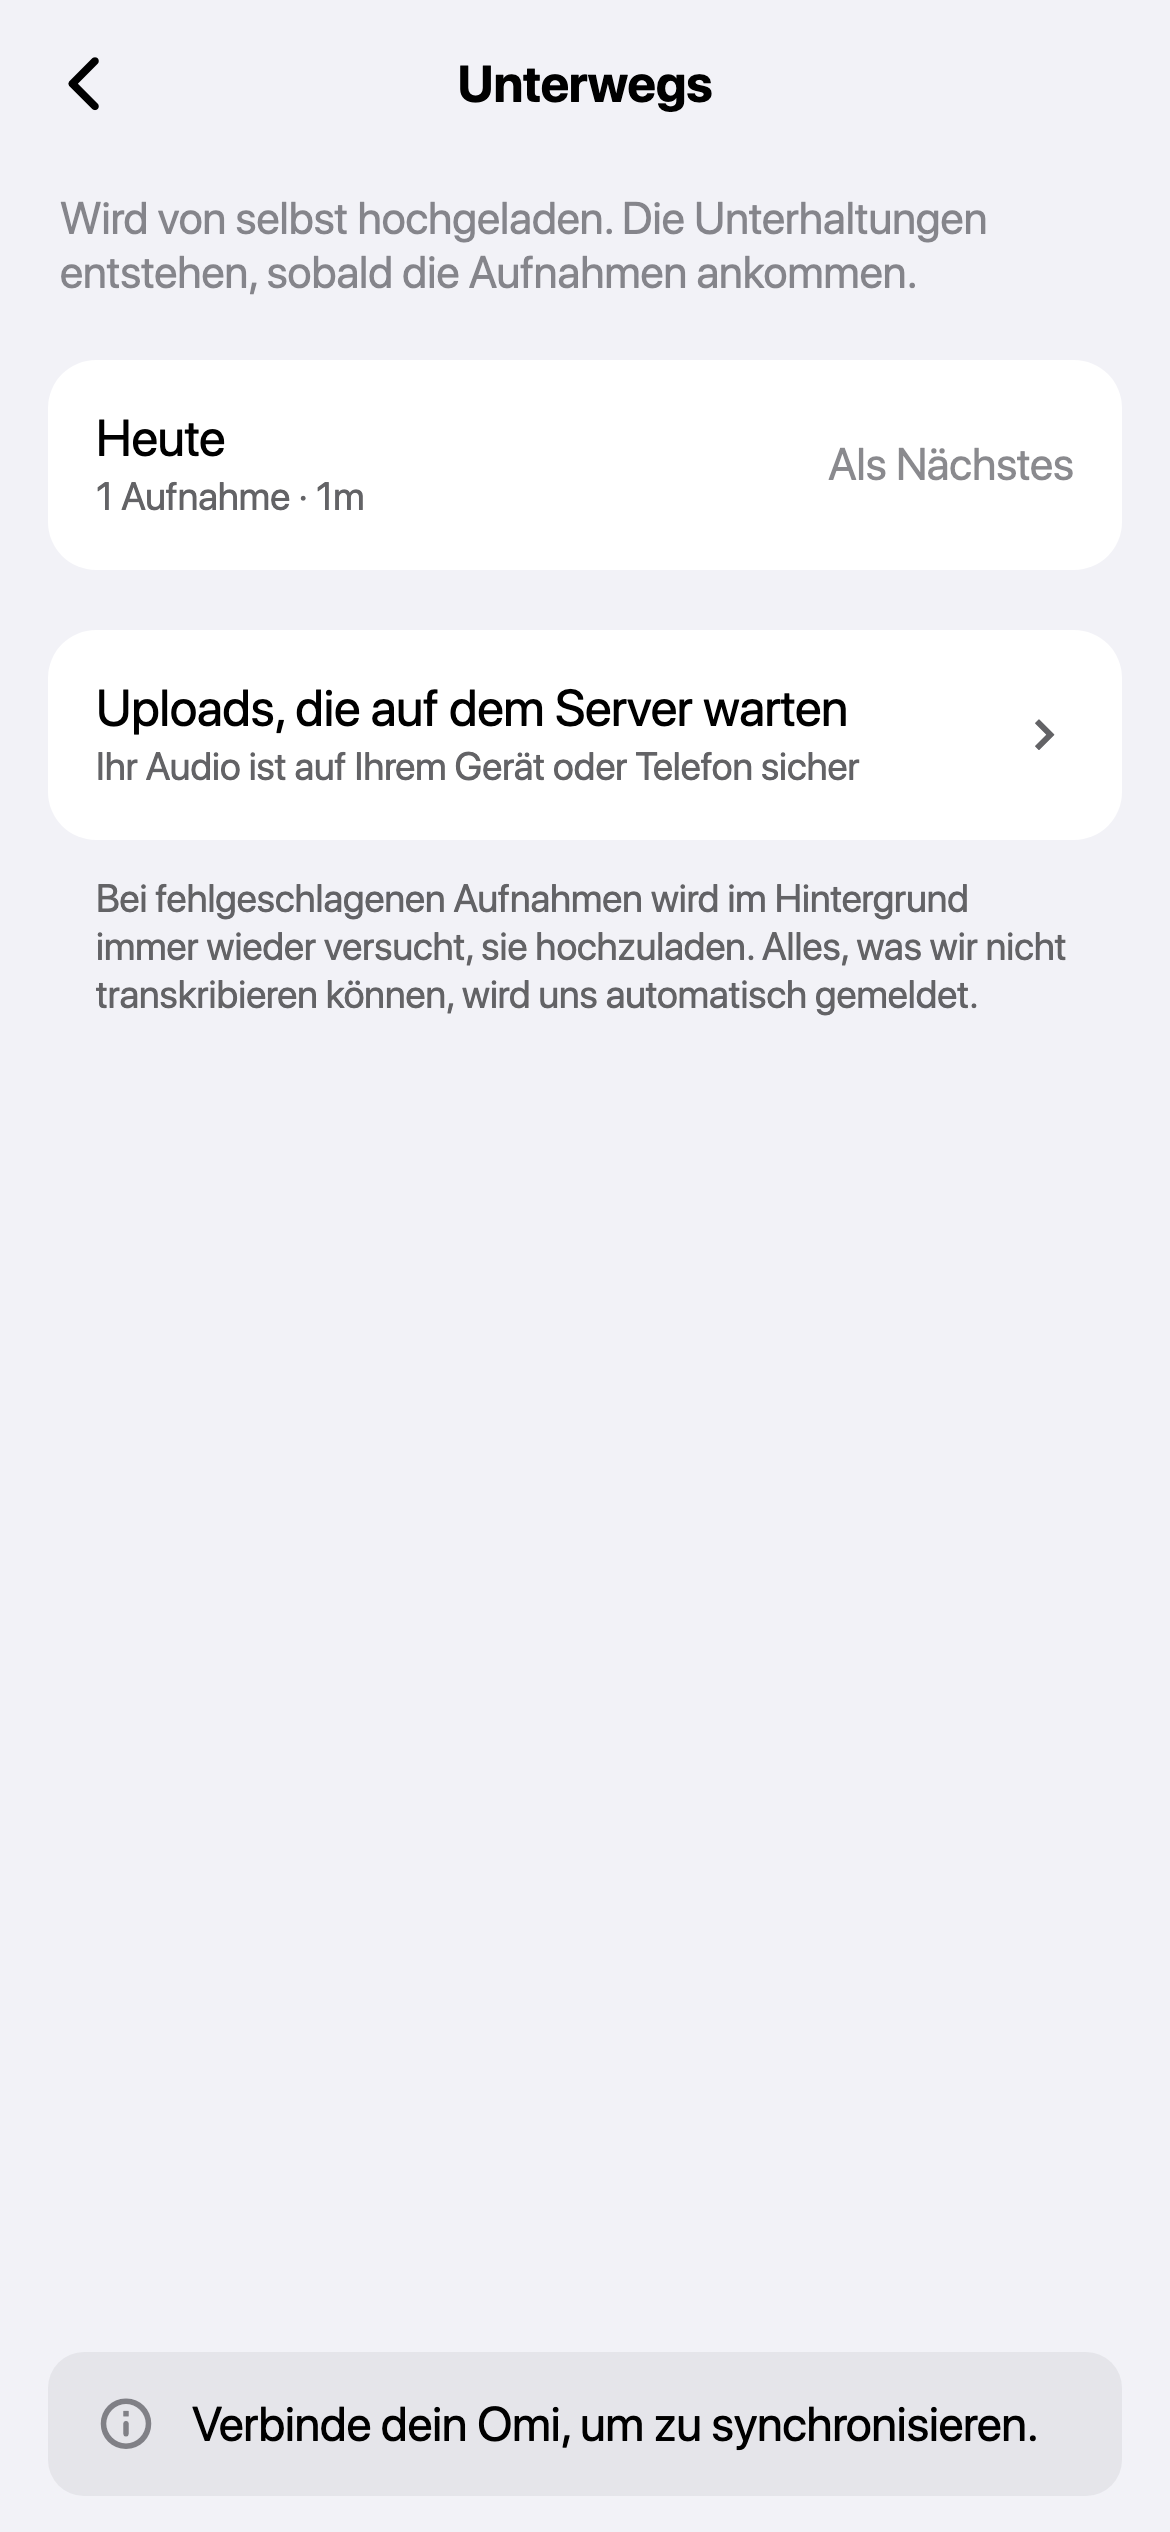 Unterwegs
Wird von selbst hochgeladen. Die Unterhaltungen
entstehen, sobald die Aufnahmen ankommen.
Heute
1 Aufnahme · 1m
Als Nächstes
Uploads, die auf dem Server warten
Ihr Audio ist auf Ihrem Gerät oder Telefon sicher
Bei fehlgeschlagenen Aufnahmen wird im Hintergrund
immer wieder versucht, sie hochzuladen. Alles, was wir nicht
transkribieren können, wird uns automatisch gemeldet.
Verbinde dein Omi, um zu synchronisieren.